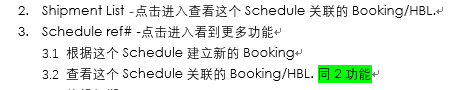 2. Shipment List -点击进入查看这个 Schedule 关联的 Booking/HBL.↵
3. Schedule ref# -点击进入看到更多功能↵
3.1 根据这个 Schedule 建立新的 Booking↵
3.2 查看这个 Schedule 关联的 Booking/HBL. 同 2 功能↵